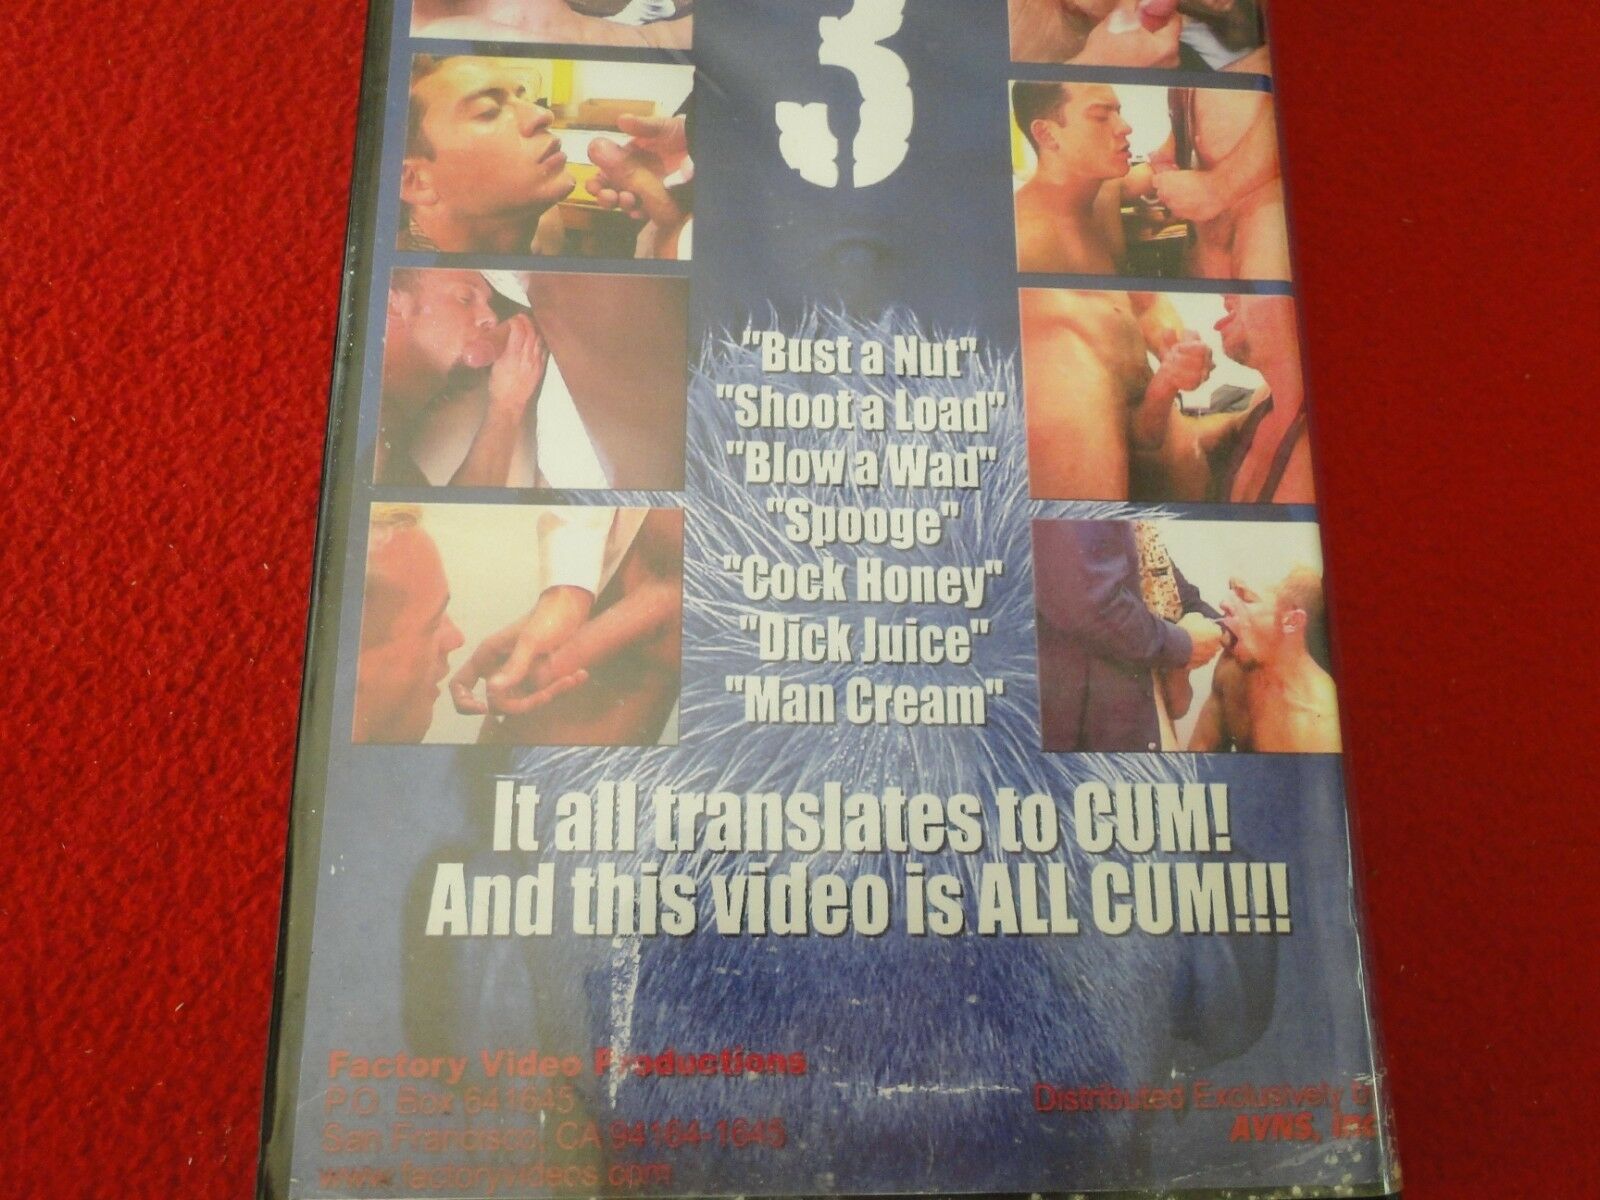 3
"Bust a Nut"
"Shoot a Load"
"Blow a Wad"
"Spooge"
"Cock Honey"
"Dick Juice"
"Man Cream"
It all translates to CUM!
And this video is ALL CUM!!!
Factory Video Productions
P.O. Box 641645
San Francisco, CA 94164-1645
www.factoryvideos.com
Distributed Exclusively
AVNS, Inc